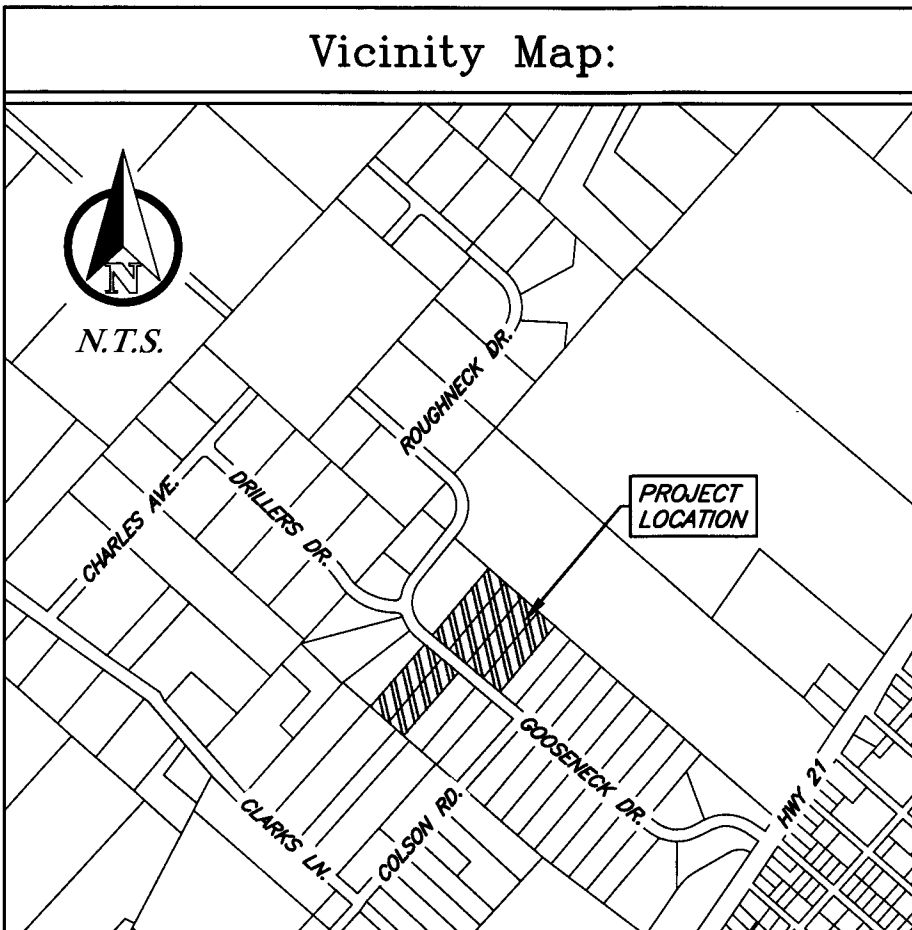 Vicinity Map:
N
N.T.S.
ROUGHNECK DR.
CHARLES AVE.
DRILLERS DR.
PROJECT
LOCATION
GOOSENECK DR.
HWY 21
CLARKS LN.
COLSON RD.